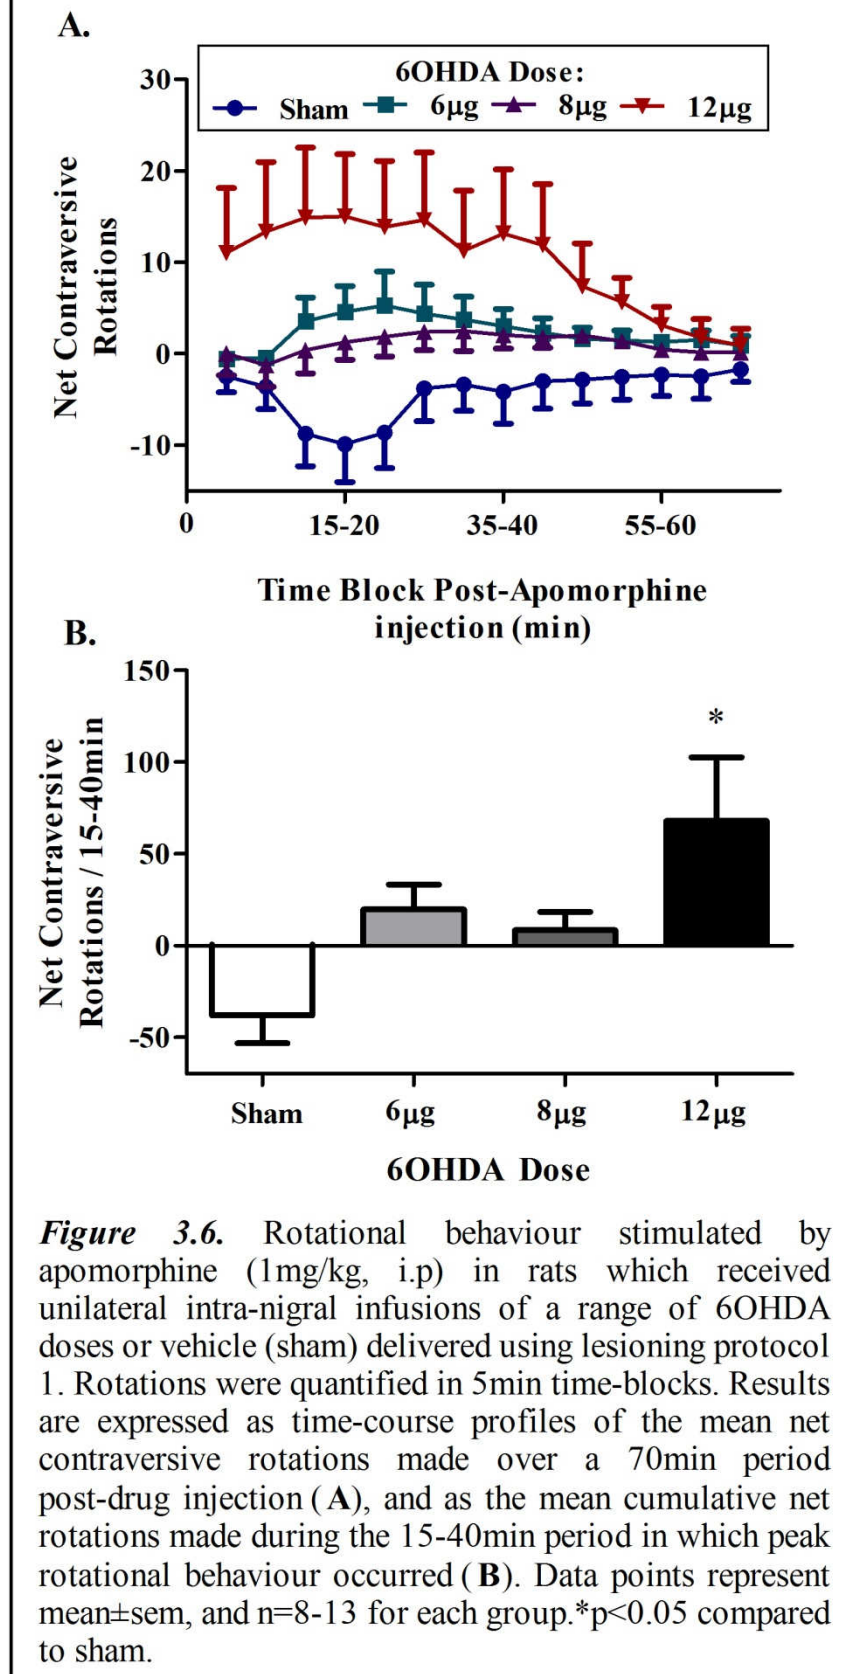 A.
6OHDA Dose:
Sham 6µg 8µg 12µg
Net Contraversive
Rotations
30
20
10
0
-10
0 15-20 35-40 55-60
Time Block Post-Apomorphine
injection (min)
B.
Net Contraversive
Rotations / 15-40min
150
100
50
0
-50
*
Sham 6µg 8µg 12µg
6OHDA Dose
Figure 3.6. Rotational behaviour stimulated by
apomorphine (1mg/kg, i.p) in rats which received
unilateral intra-nigral infusions of a range of 6OHDA
doses or vehicle (sham) delivered using lesioning protocol
1. Rotations were quantified in 5min time-blocks. Results
are expressed as time-course profiles of the mean net
contraversive rotations made over a 70min period
post-drug injection (A), and as the mean cumulative net
rotations made during the 15-40min period in which peak
rotational behaviour occurred (B). Data points represent
mean±sem, and n=8-13 for each group.*p<0.05 compared
to sham.